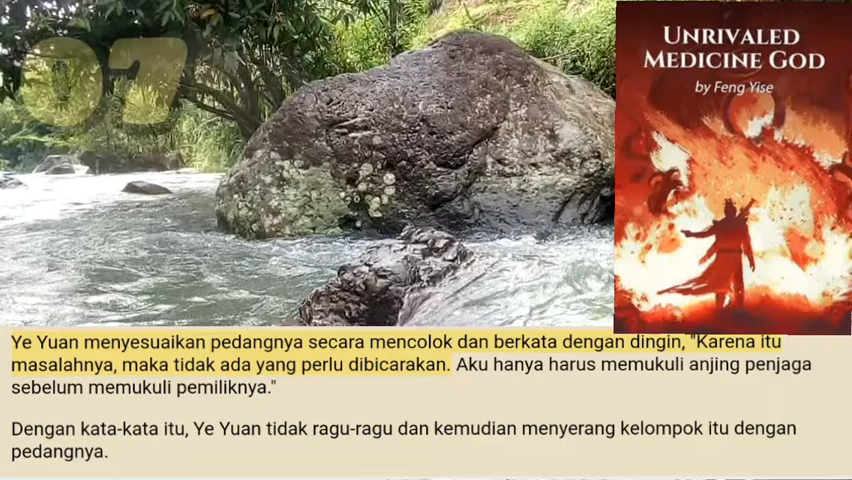 07
UNRIVALED
MEDICINE GOD
by Feng Yise
Ye Yuan menyesuaikan pedangnya secara mencolok dan berkata dengan dingin, "Karena itu
masalahnya, maka tidak ada yang perlu dibicarakan. Aku hanya harus memukuli anjing penjaga
sebelum memukuli pemiliknya."
Dengan kata-kata itu, Ye Yuan tidak ragu-ragu dan kemudian menyerang kelompok itu dengan
pedangnya.